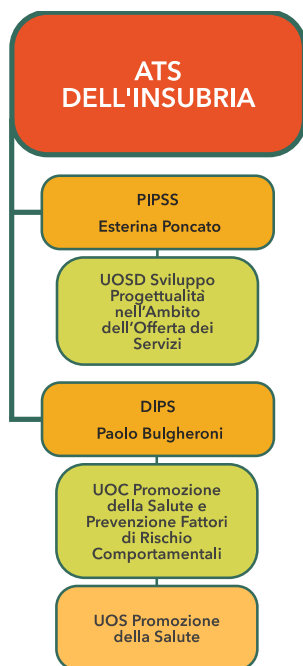 ATS
DELL'INSUBRIA
PIPSS
Esterina Poncato
UOSD Sviluppo
Progettualità
nell'Ambito
dell'Offerta dei
Servizi
DIPS
Paolo Bulgheroni
UOC Promozione
della Salute e
Prevenzione Fattori
di Rischio
Comportamentali
UOS Promozione
della Salute